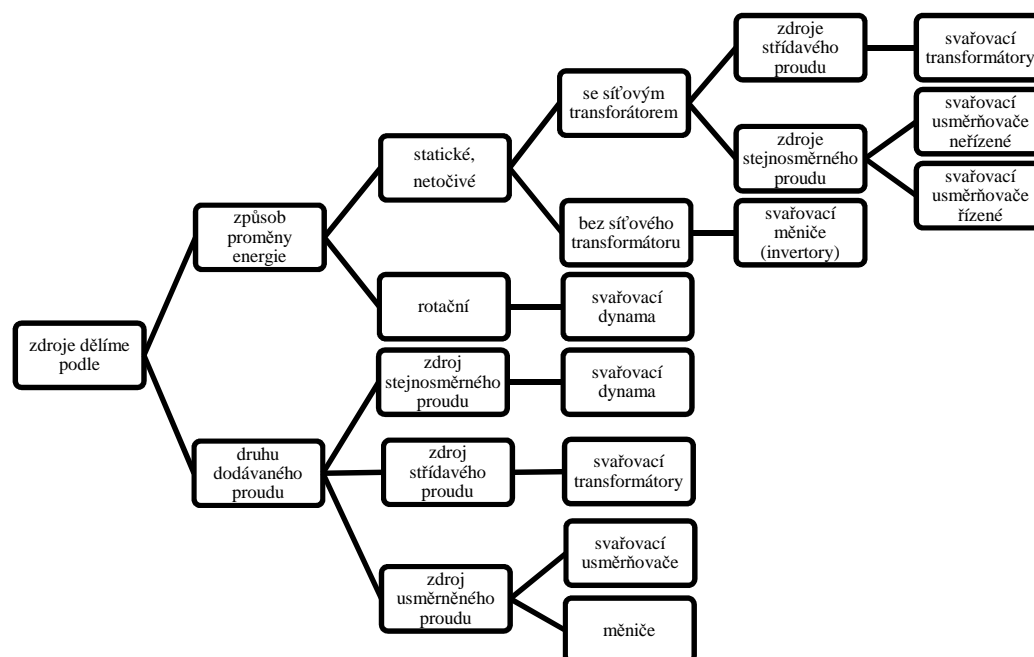 zdroje dělíme
podle
způsob
proměny
energie
statické,
netočivé
se síťovým
transforátorem
zdroje
střídavého
proudu
svařovací
transformátory
zdroje
stejnosměrného
proudu
svařovací
usměrňovače
neřízené
svařovací
usměrňovače
řízené
bez síťového
transformátoru
svařovací
měniče
(invertory)
rotační
svařovací
dynama
druhu
dodávaného
proudu
zdroj
stejnosměrného
proudu
svařovací
dynama
zdroj
střídavého
proudu
svařovací
transformátory
zdroj
usměrněného
proudu
svařovací
usměrňovače
měniče